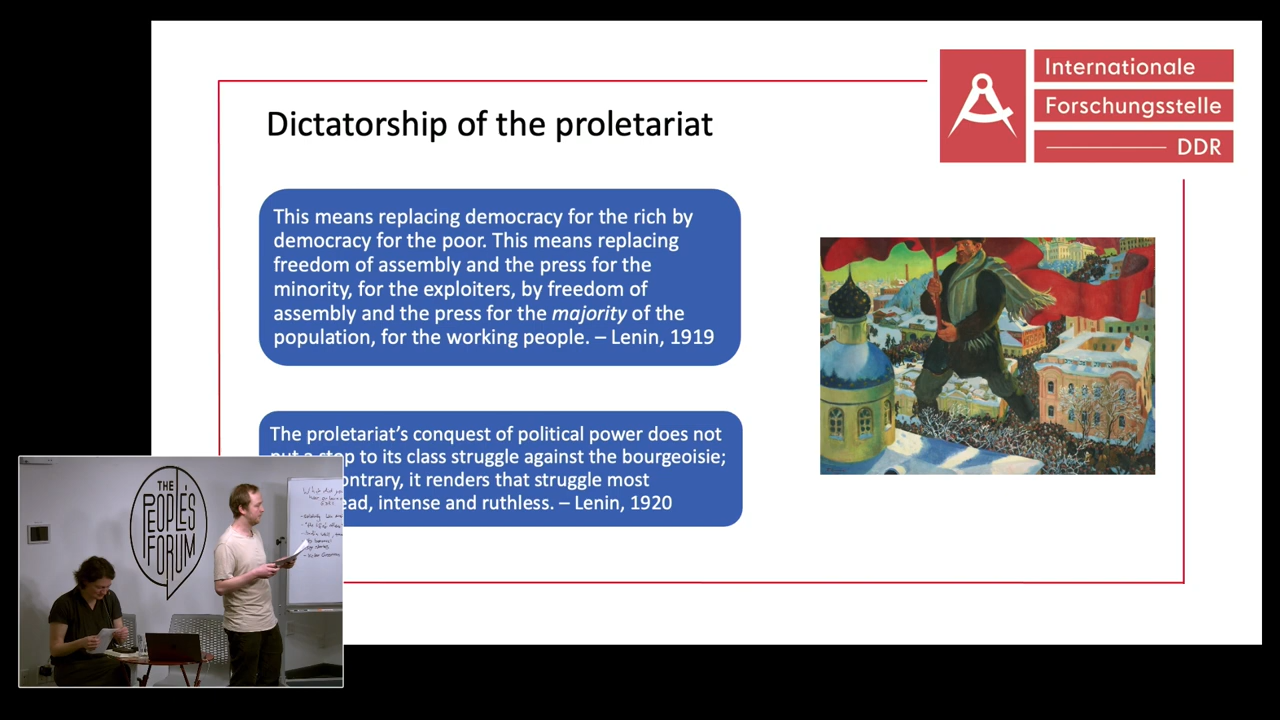 Internationale
Forschungsstelle
DDR
Dictatorship of the proletariat
This means replacing democracy for the rich by
democracy for the poor. This means replacing
freedom of assembly and the press for the
minority, for the exploiters, by freedom of
assembly and the press for the majority of the
population, for the working people. – Lenin, 1919
The proletariat's conquest of political power does not
put a stop to its class struggle against the bourgeoisie;
ontrary, it renders that struggle most
ead, intense and ruthless. – Lenin, 1920
THE
PEOPLE'S
FORUM